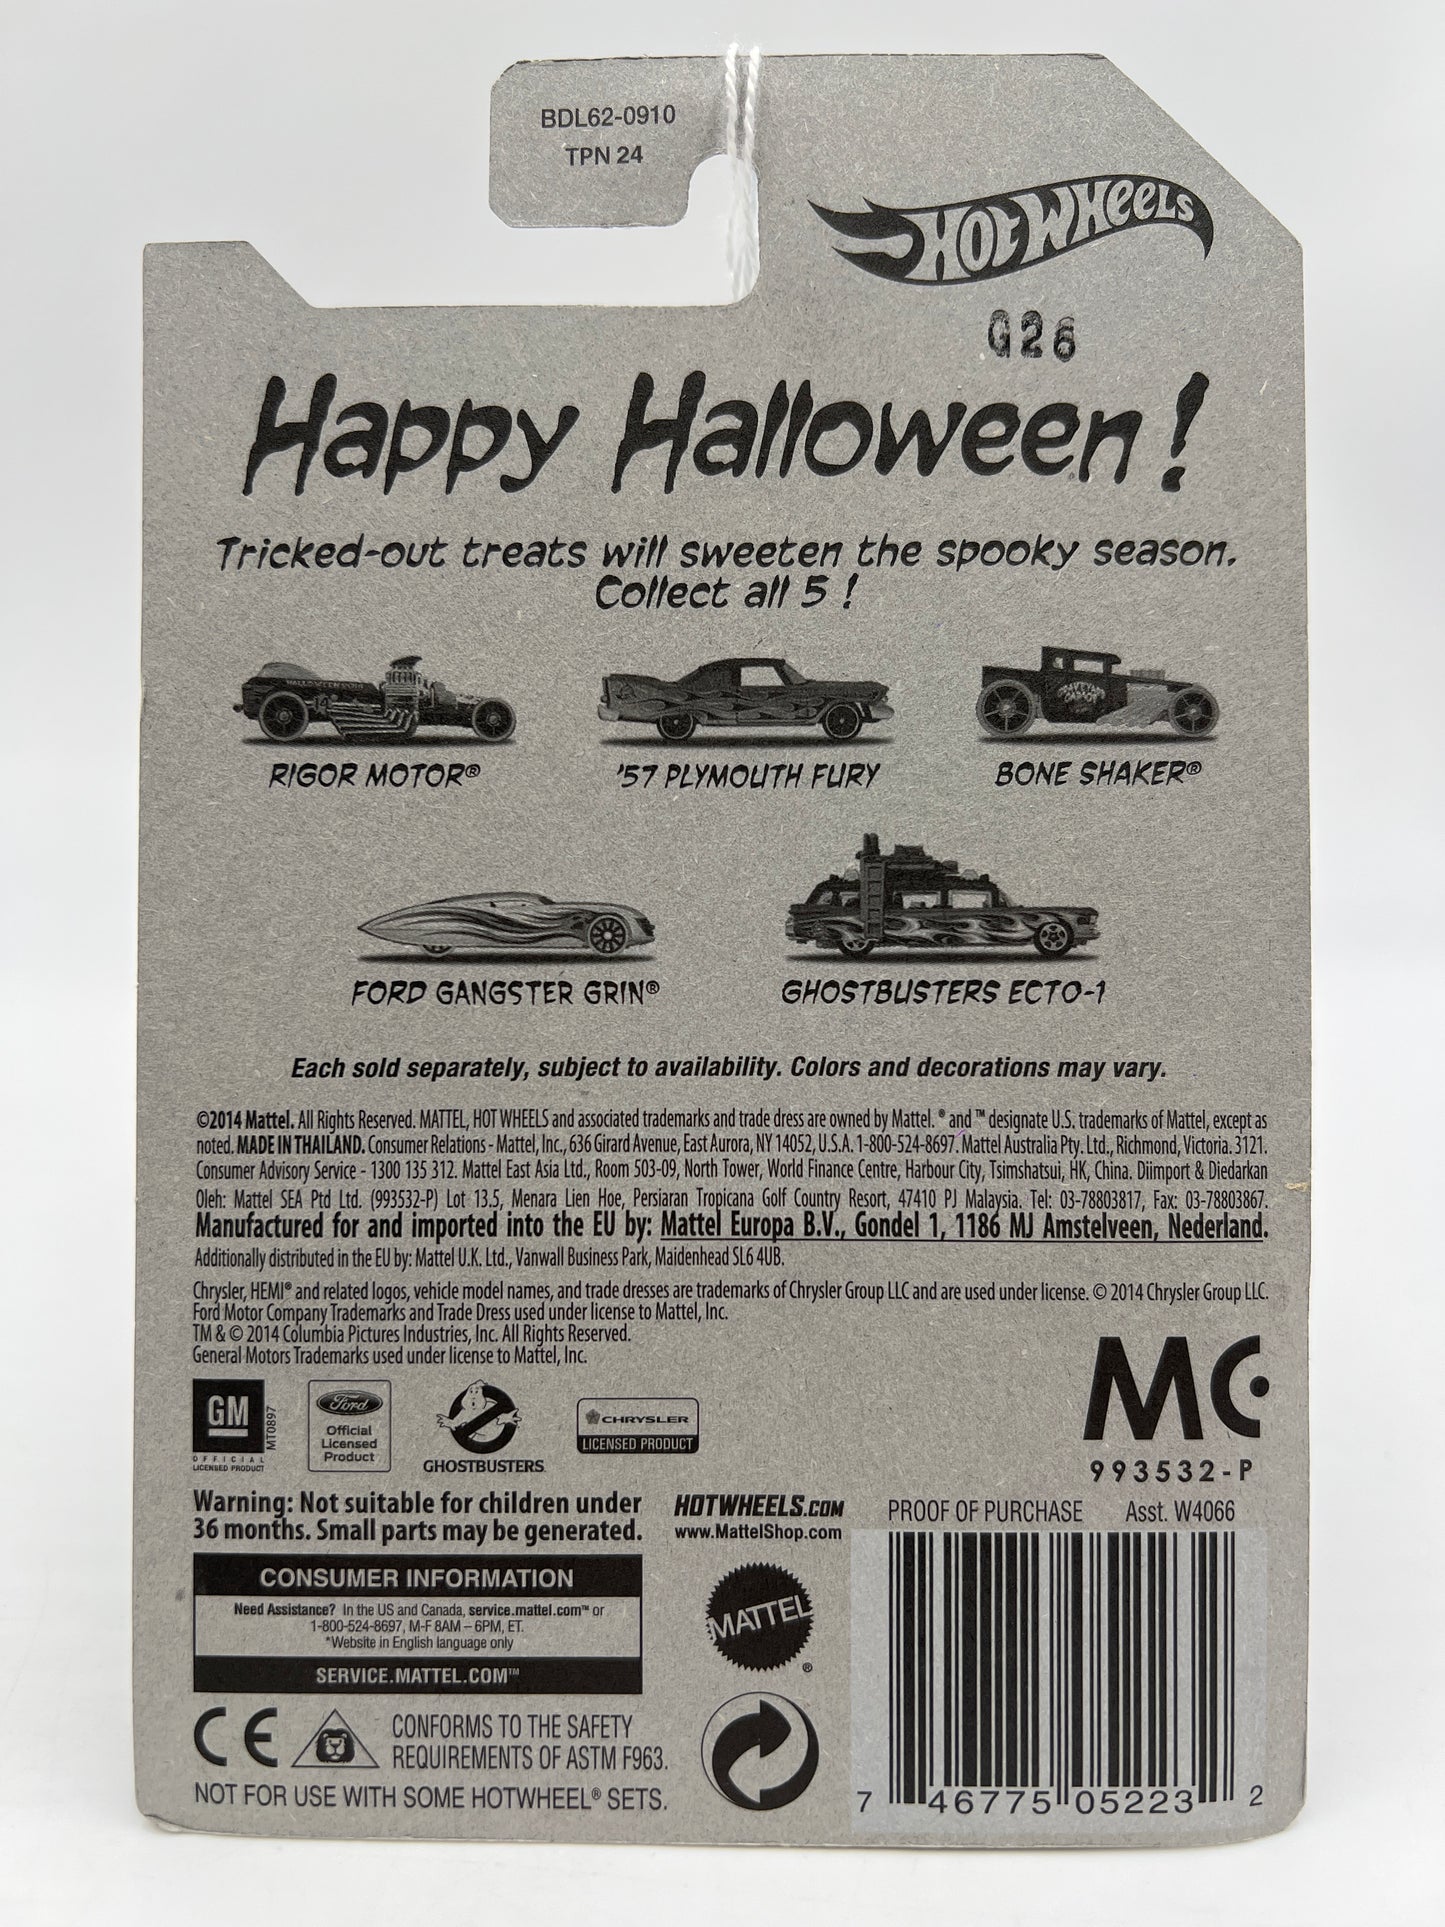 BDL62-0910
TPN 24
HOT WHEELS
G26
Happy Halloween!
Tricked-out treats will sweeten the spooky season.
Collect all 5!
RIGOR MOTOR®
'57 PLYMOUTH FURY
BONE SHAKER®
FORD GANGSTER GRIN®
GHOSTBUSTERS ECTO-1
Each sold separately, subject to availability. Colors and decorations may vary.
©2014 Mattel. All Rights Reserved. MATTEL, HOT WHEELS and associated trademarks and trade dress are owned by Mattel. ® and ™ designate U.S. trademarks of Mattel, except as
noted. MADE IN THAILAND. Consumer Relations - Mattel, Inc., 636 Girard Avenue, East Aurora, NY 14052, U.S.A. 1-800-524-8697. Mattel Australia Pty. Ltd., Richmond, Victoria. 3121.
Consumer Advisory Service - 1300 135 312. Mattel East Asia Ltd., Room 503-09, North Tower, World Finance Centre, Harbour City, Tsimshatsui, HK, China. Diimport & Diedarkan
Oleh: Mattel SEA Ptd Ltd. (993532-P) Lot 13.5, Menara Lien Hoe, Persiaran Tropicana Golf Country Resort, 47410 PJ Malaysia. Tel: 03-78803817, Fax: 03-78803867.
Manufactured for and imported into the EU by: Mattel Europa B.V., Gondel 1, 1186 MJ Amstelveen, Nederland.
Additionally distributed in the EU by: Mattel U.K. Ltd., Vanwall Business Park, Maidenhead SL6 4UB.
Chrysler, HEMI® and related logos, vehicle model names, and trade dresses are trademarks of Chrysler Group LLC and are used under license. © 2014 Chrysler Group LLC.
Ford Motor Company Trademarks and Trade Dress used under license to Mattel, Inc.
TM & © 2014 Columbia Pictures Industries, Inc. All Rights Reserved.
General Motors Trademarks used under license to Mattel, Inc.
GM
OFFICIAL
LICENSED PRODUCT
MT0897
Ford
Official
Licensed
Product
GHOSTBUSTERS
CHRYSLER
LICENSED PRODUCT
MC
993532-P
Warning: Not suitable for children under
36 months. Small parts may be generated.
HOTWHEELS.COM
www.MattelShop.com
PROOF OF PURCHASE Asst. W4066
CONSUMER INFORMATION
Need Assistance? In the US and Canada, service.mattel.com™ or
1-800-524-8697, M-F 8AM – 6PM, ET.
*Website in English language only
SERVICE.MATTEL.COM™
MATTEL®
CE
CONFORMS TO THE SAFETY
REQUIREMENTS OF ASTM F963.
NOT FOR USE WITH SOME HOTWHEEL® SETS.
7 46775 05223 2